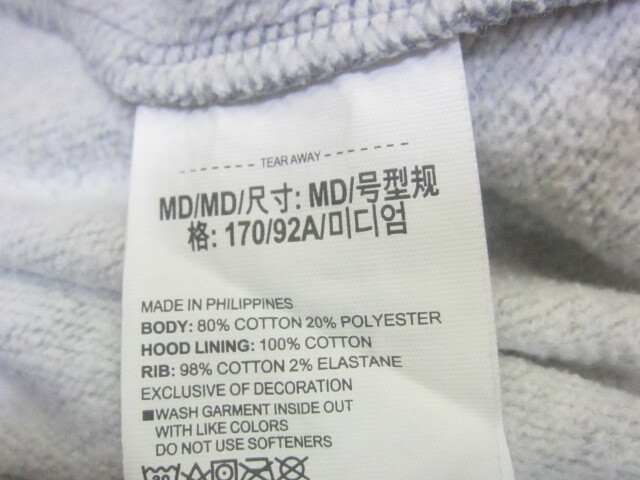 TEAR AWAY
MD/MD/尺寸: MD/号型规
格: 170/92A/미디엄
MADE IN PHILIPPINES
BODY: 80% COTTON 20% POLYESTER
HOOD LINING: 100% COTTON
RIB: 98% COTTON 2% ELASTANE
EXCLUSIVE OF DECORATION
■WASH GARMENT INSIDE OUT
WITH LIKE COLORS
DO NOT USE SOFTENERS